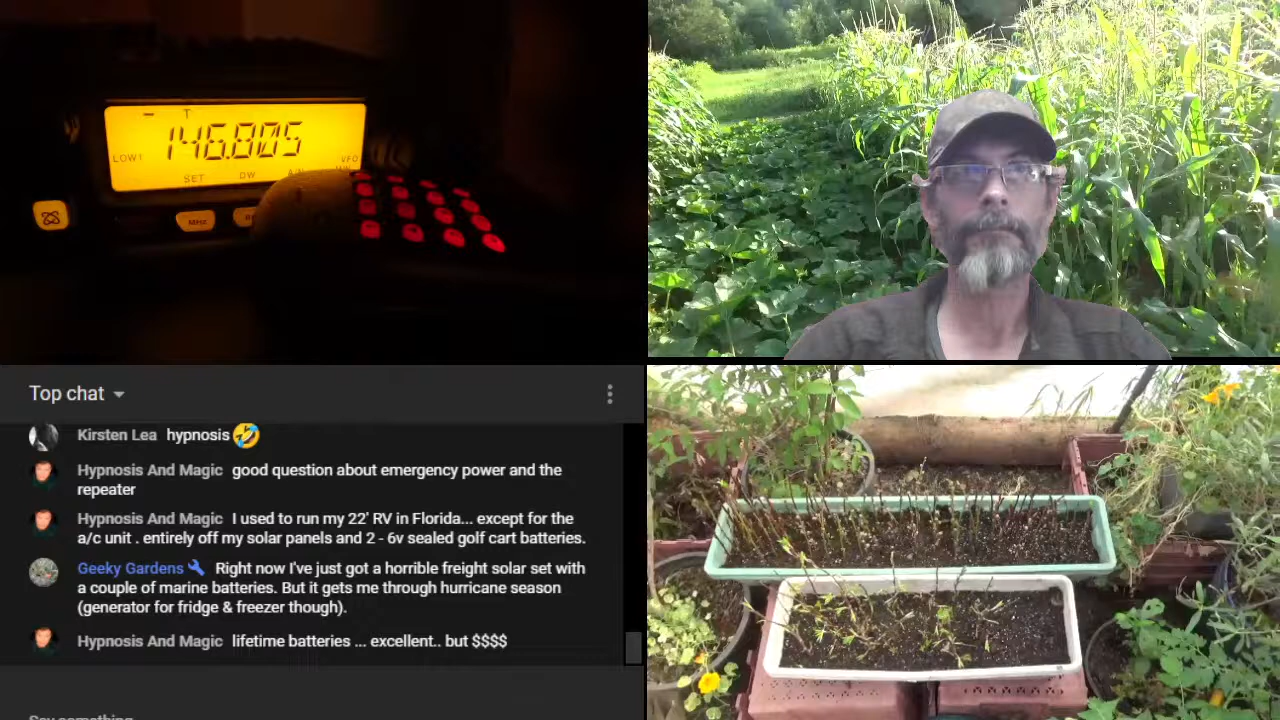 T
146.805
LOW1
VFO
SET DW
MHz
Top chat
Kirsten Lea hypnosis🤣
Hypnosis And Magic good question about emergency power and the
repeater
Hypnosis And Magic I used to run my 22' RV in Florida... except for the
a/c unit . entirely off my solar panels and 2 - 6v sealed golf cart batteries.
Geeky Gardens Right now I've just got a horrible freight solar set with
a couple of marine batteries. But it gets me through hurricane season
(generator for fridge & freezer though).
Hypnosis And Magic lifetime batteries ... excellent.. but $$$$
Say something